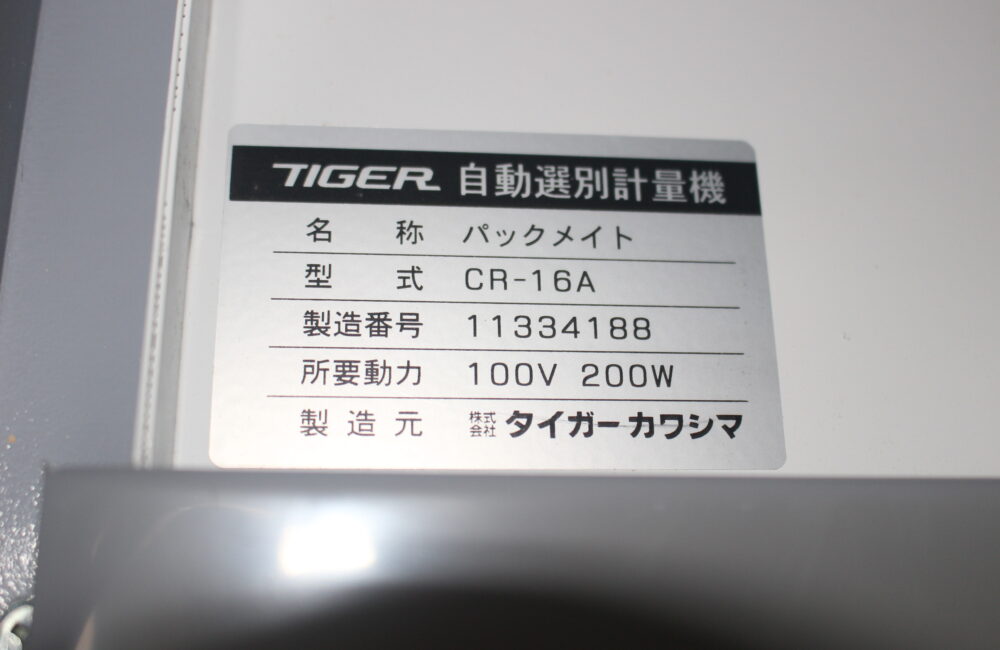 TIGER 自動選別計量機
名称 パックメイト
型式 CR-16A
製造番号 11334188
所要動力 100V 200W
製造元 株式会社 タイガーカワシマ